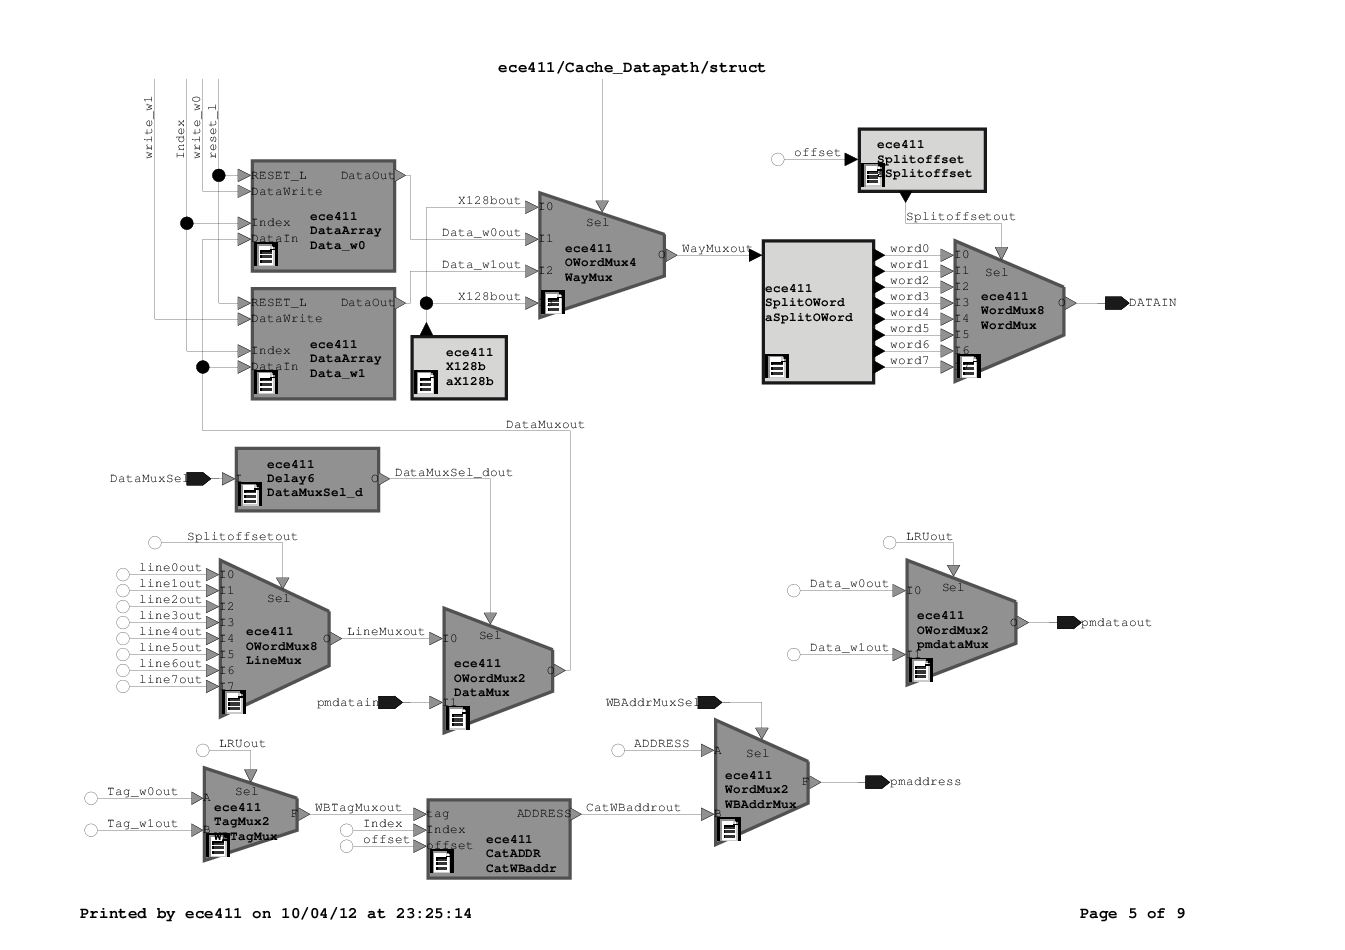 ece411/Cache_Datapath/struct
write_w1
Index
write_w0
reset_l
RESET_L
DataOut
DataWrite
Index
DataIn
ece411
DataArray
Data_w0
RESET_L
DataOut
DataWrite
Index
DataIn
ece411
DataArray
Data_w1
X128bout
Data_w0out
Data_w1out
X128bout
ece411
X128b
aX128b
I0
I1
I2
Sel
O
ece411
OWordMux4
WayMux
WayMuxout
offset
ece411
Splitoffset
aSplitoffset
Splitoffsetout
ece411
SplitOWord
aSplitOWord
word0
word1
word2
word3
word4
word5
word6
word7
I0
I1
I2
I3
I4
I5
I6
Sel
O
ece411
WordMux8
WordMux
DATAIN
DataMuxout
DataMuxSel
ece411
Delay6
DataMuxSel_d
O
DataMuxSel_dout
Splitoffsetout
line0out
line1out
line2out
line3out
line4out
line5out
line6out
line7out
I0
I1
I2
I3
I4
I5
I6
I7
Sel
O
ece411
OWordMux8
LineMux
LineMuxout
pmdatain
I0
I1
Sel
O
ece411
OWordMux2
DataMux
LRUout
Data_w0out
Data_w1out
I0
I1
Sel
O
ece411
OWordMux2
pmdataMux
pmdataout
WBAddrMuxSel
ADDRESS
A
B
Sel
F
ece411
WordMux2
WBAddrMux
pmaddress
LRUout
Tag_w0out
Tag_w1out
A
B
Sel
F
ece411
TagMux2
WBTagMux
WBTagMuxout
Index
offset
tag
Index
offset
ADDRESS
ece411
CatADDR
CatWBaddr
CatWBaddrout
Printed by ece411 on 10/04/12 at 23:25:14
Page 5 of 9